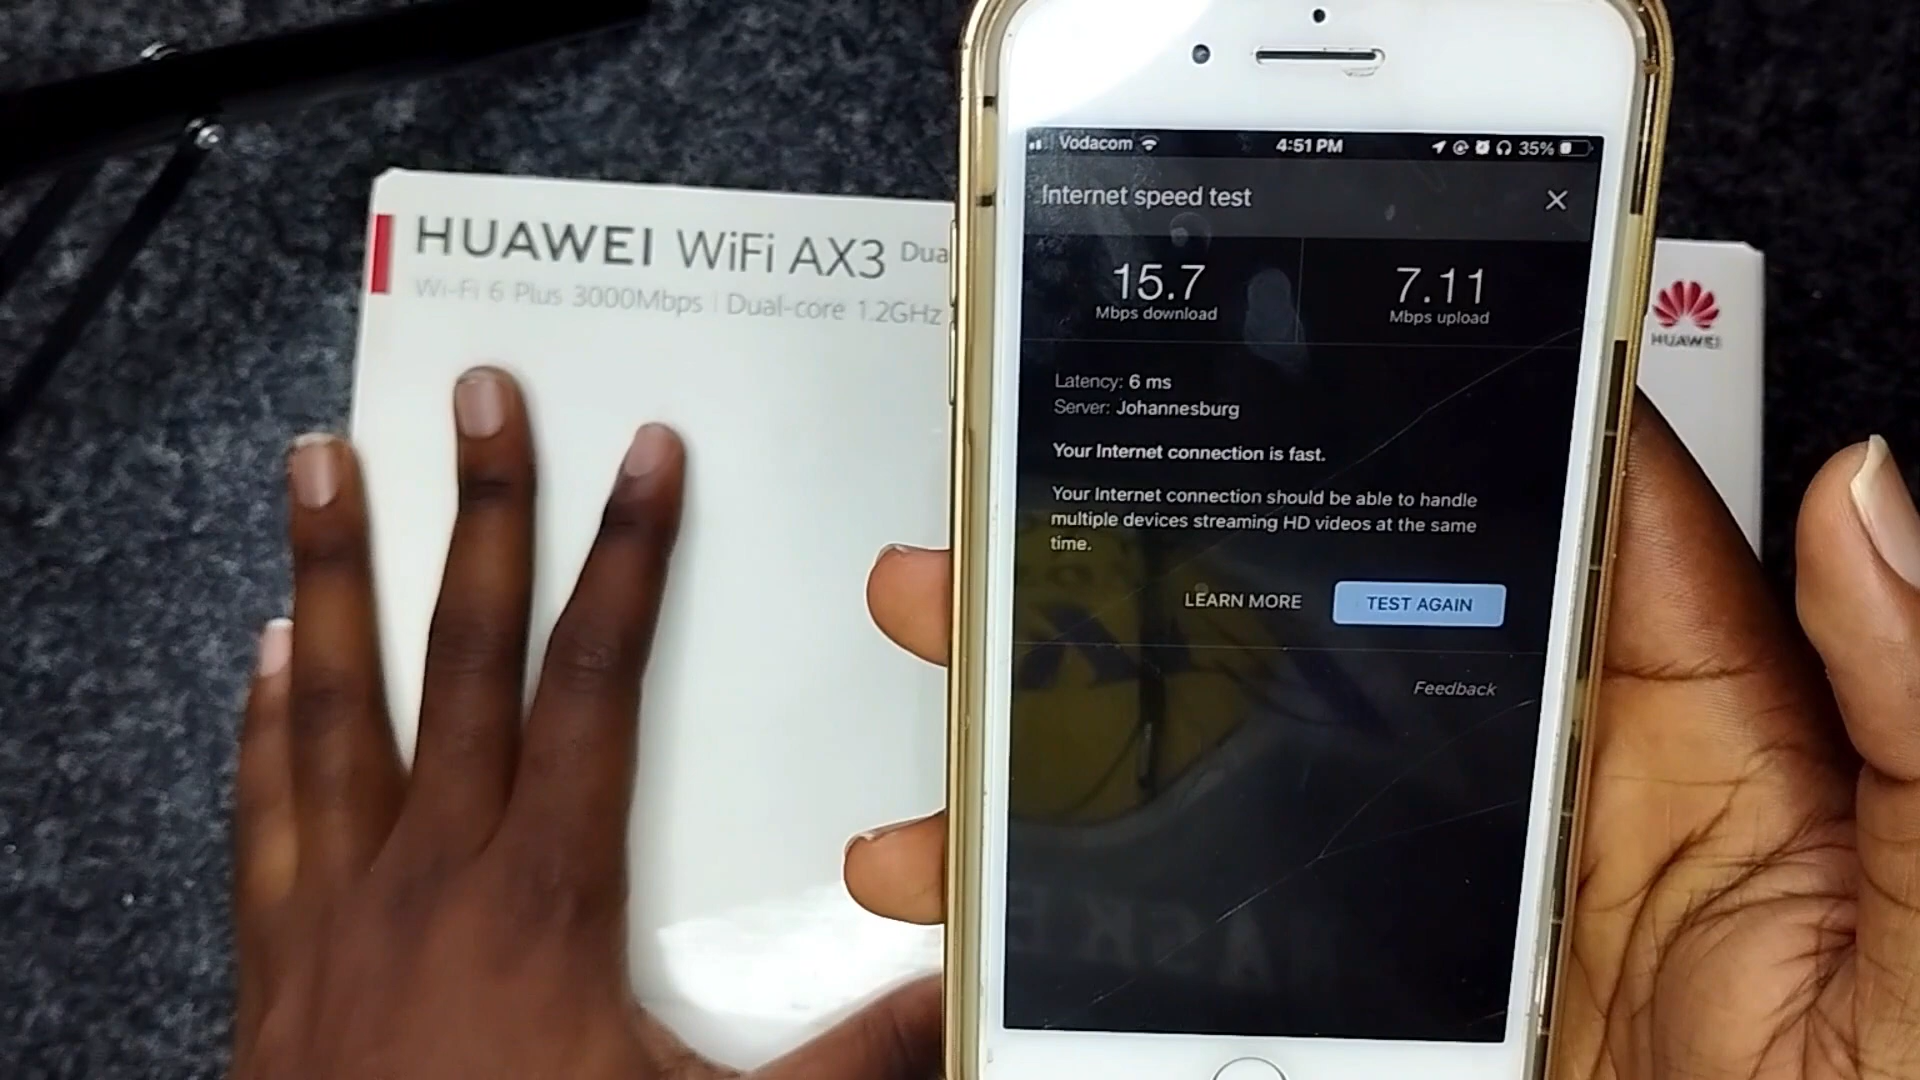 HUAWEI WiFi AX3 Dua
Wi-Fi 6 Plus 3000Mbps | Dual-core 1.2GHz
HUAWEI
Vodacom 4:51 PM 35%
Internet speed test
15.7 7.11
Mbps download Mbps upload
Latency: 6 ms
Server: Johannesburg
Your Internet connection is fast.
Your Internet connection should be able to handle
multiple devices streaming HD videos at the same
time.
LEARN MORE TEST AGAIN
Feedback